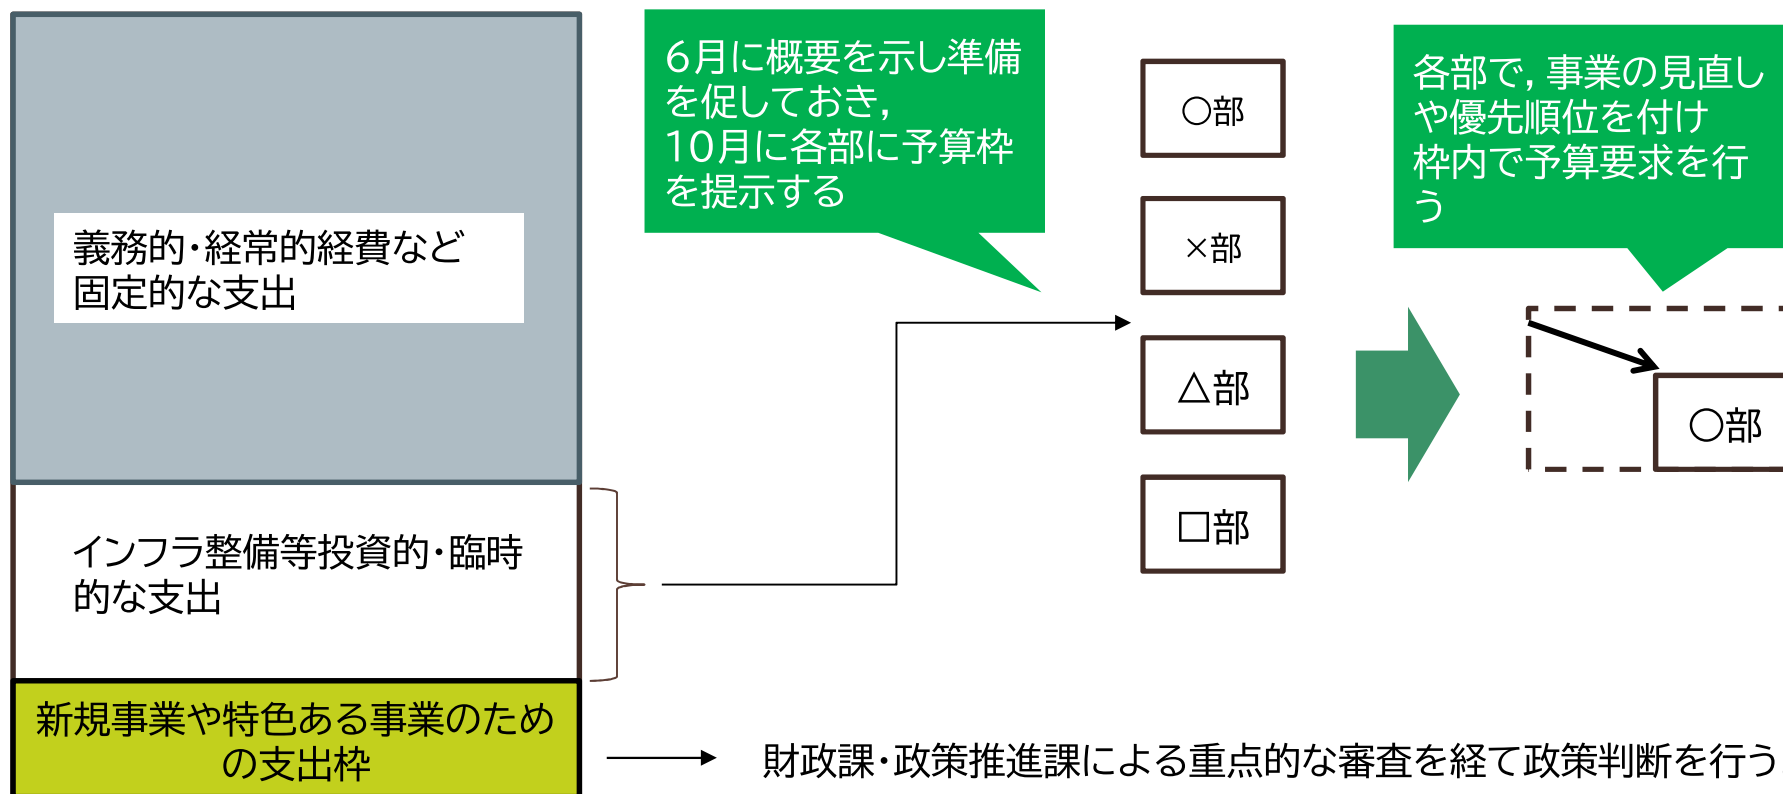 義務的・経常的経費など
固定的な支出
インフラ整備等投資的・臨時
的な支出
新規事業や特色ある事業のため
の支出枠
６月に概要を示し準備
を促しておき，
１０月に各部に予算枠
を提示する
○部
×部
△部
□部
各部で，事業の見直し
や優先順位を付け
枠内で予算要求を行
う
○部
財政課・政策推進課による重点的な審査を経て政策判断を行う